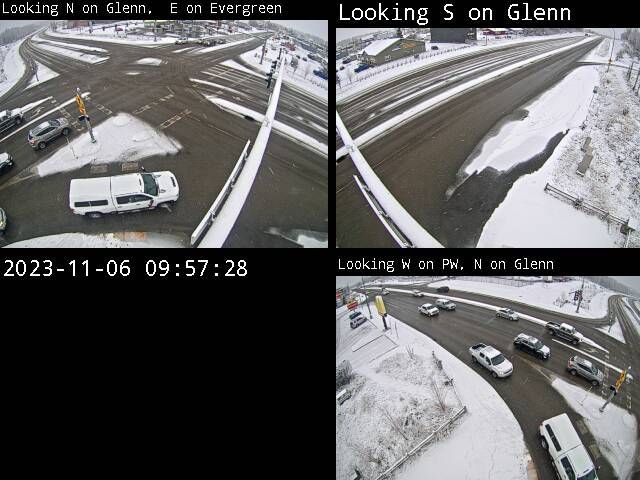 Looking N on Glenn, E on Evergreen
Looking S on Glenn
2023-11-06 09:57:28
Looking W on PW, N on Glenn